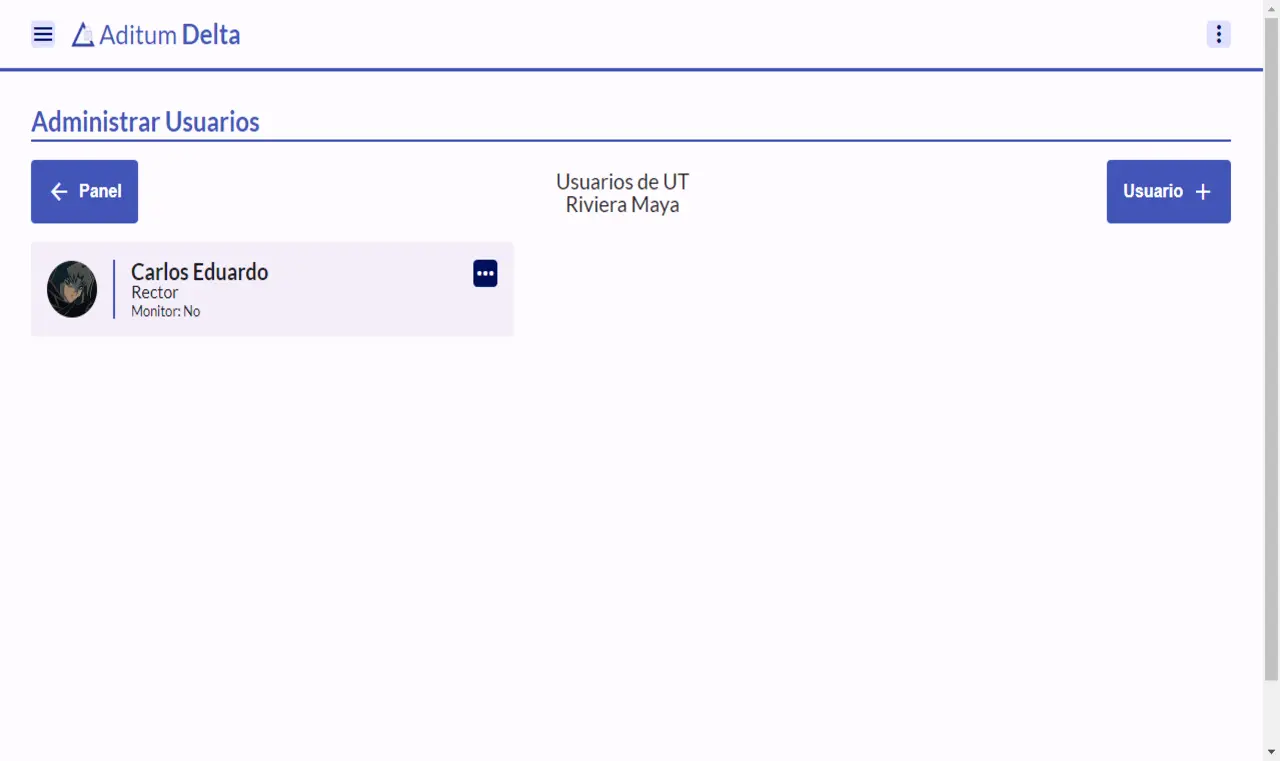 Aditum Delta
Administrar Usuarios
Panel
Usuarios de UT
Riviera Maya
Usuario
Carlos Eduardo
Rector
Monitor: No